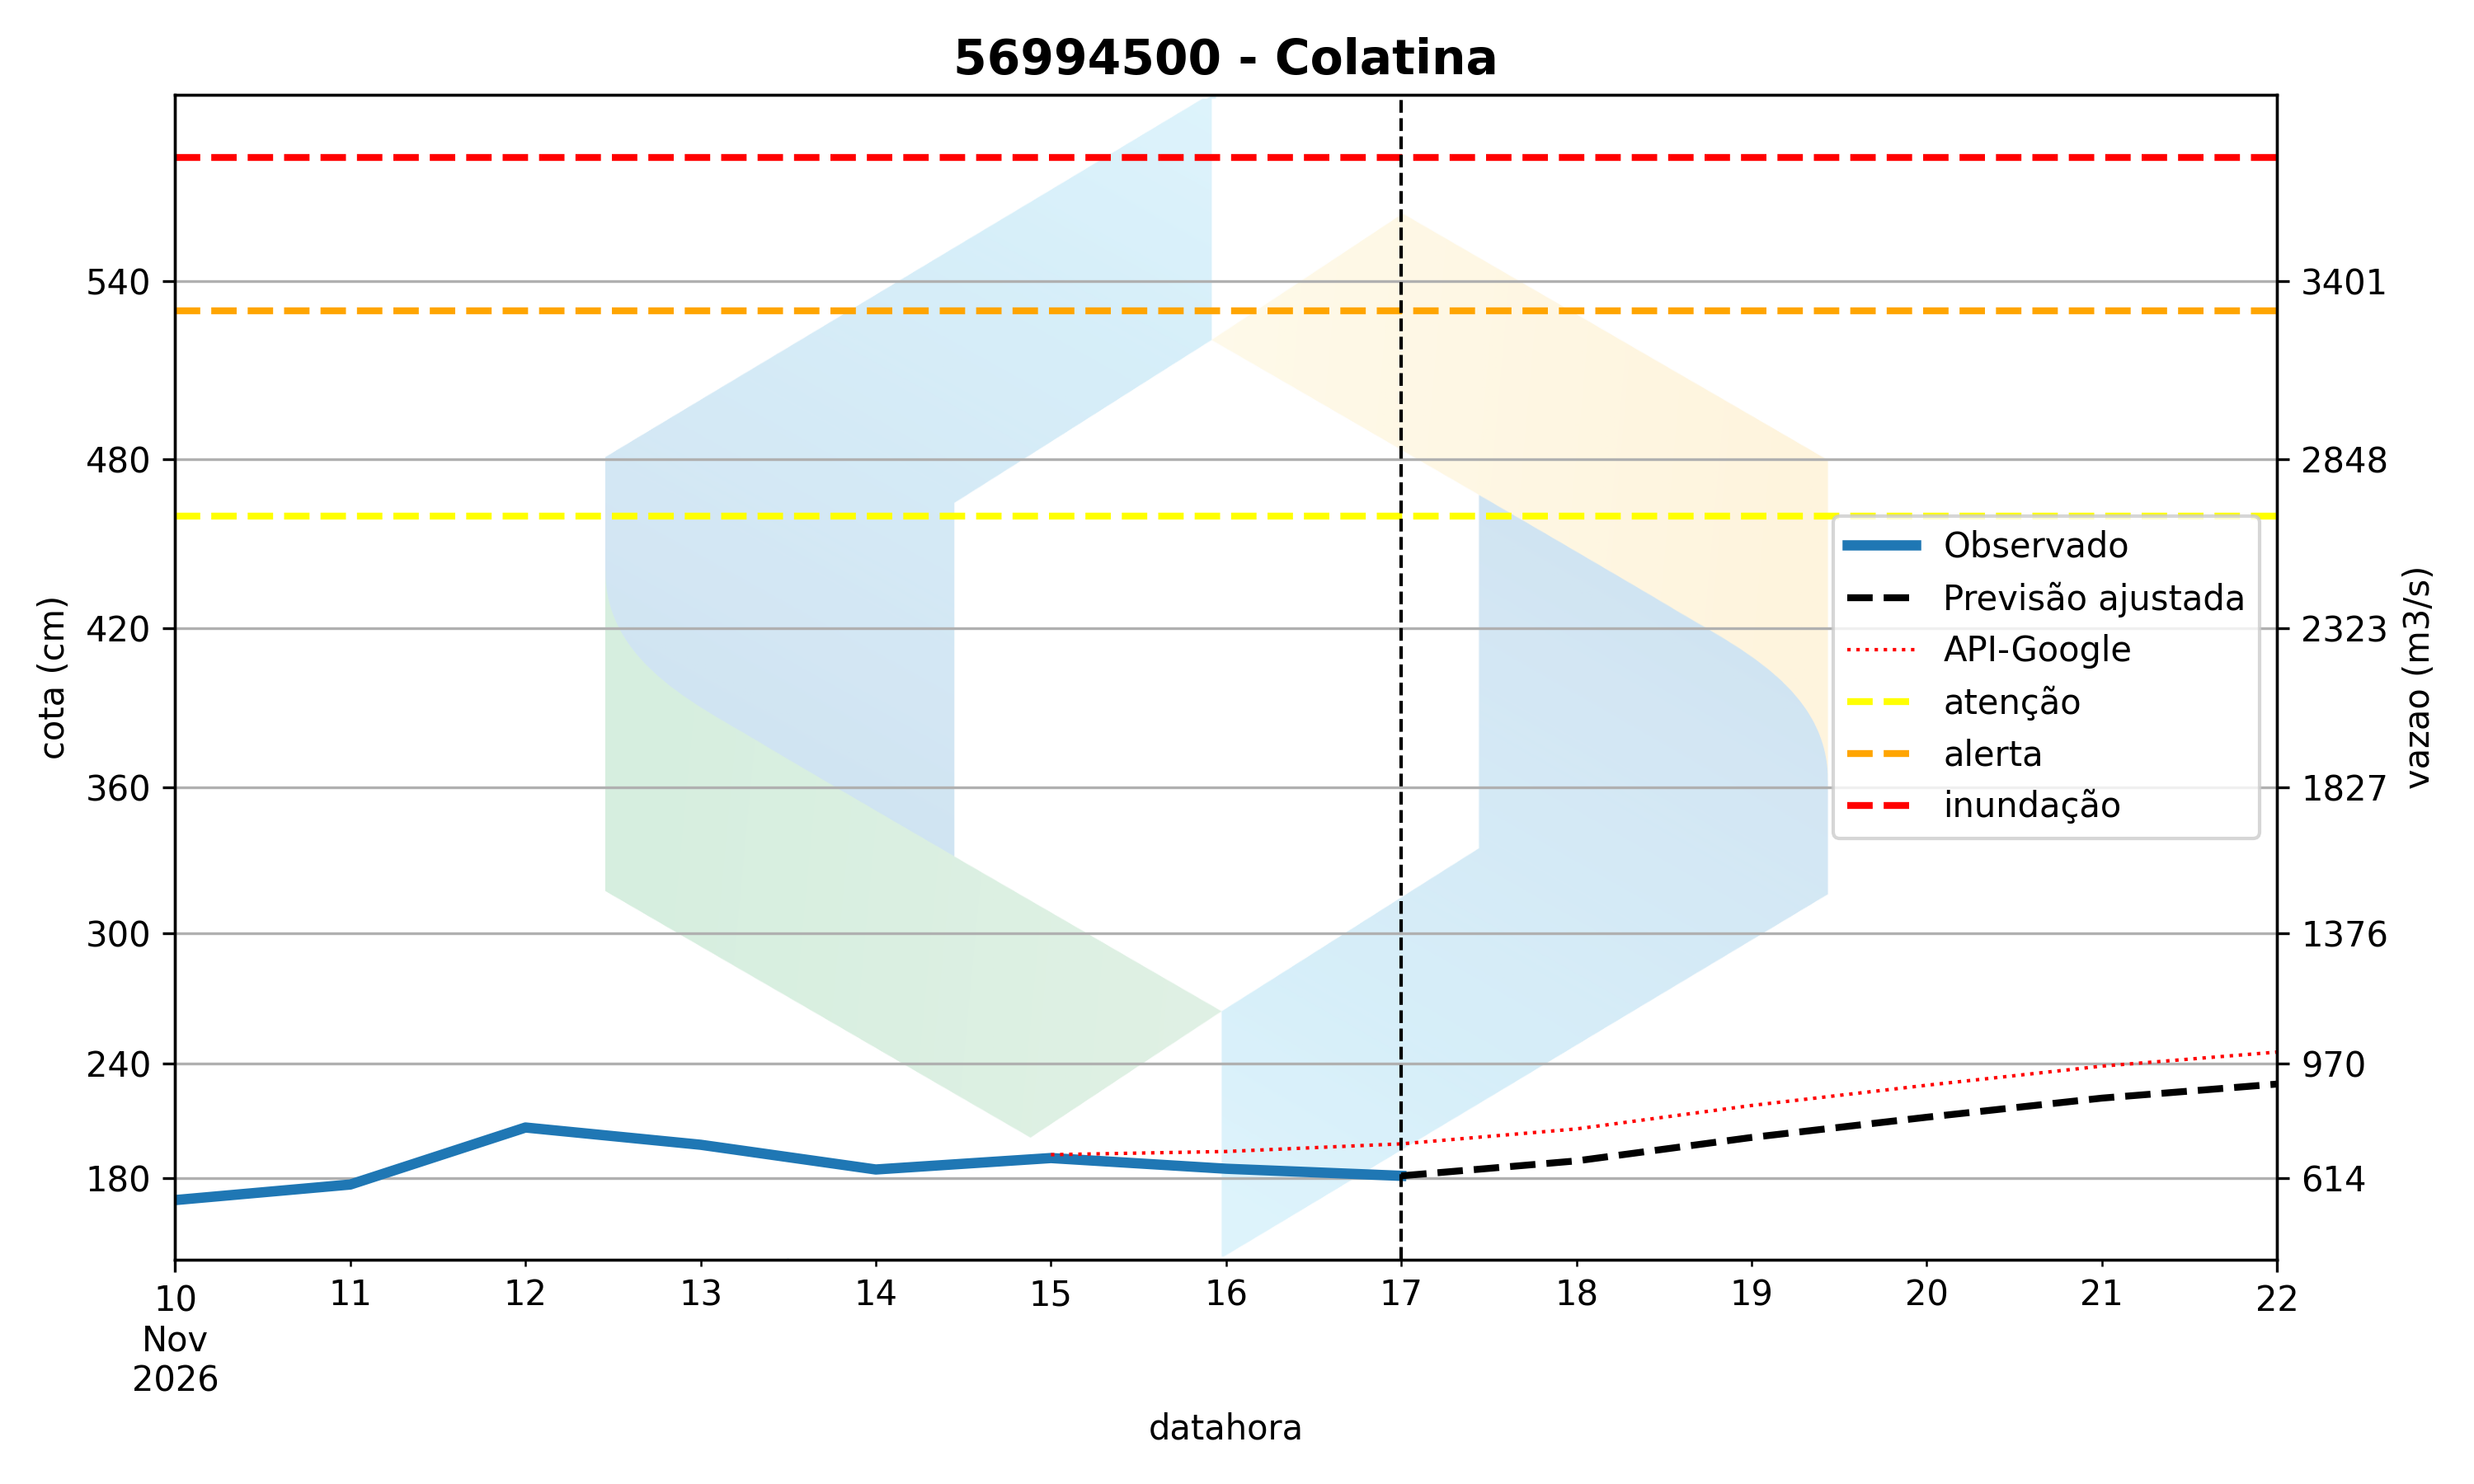 56994500 - Colatina
540
480
420
360
300
240
180
cota (cm)
3401
2848
2323
1827
1376
970
614
vazao (m3/s)
Observado
Previsão ajustada
API-Google
atenção
alerta
inundação
10 11 12 13 14 15 16 17 18 19 20 21 22
Nov
2026
datahora